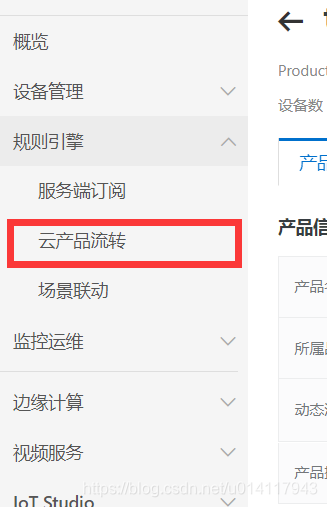 概览
设备管理
规则引擎
服务端订阅
云产品流转
场景联动
监控运维
边缘计算
视频服务
IoT Studio
Product
设备数
产品
产品信
产品名
所属品
动态注
产品
https://blog.csdn.net/u014117943